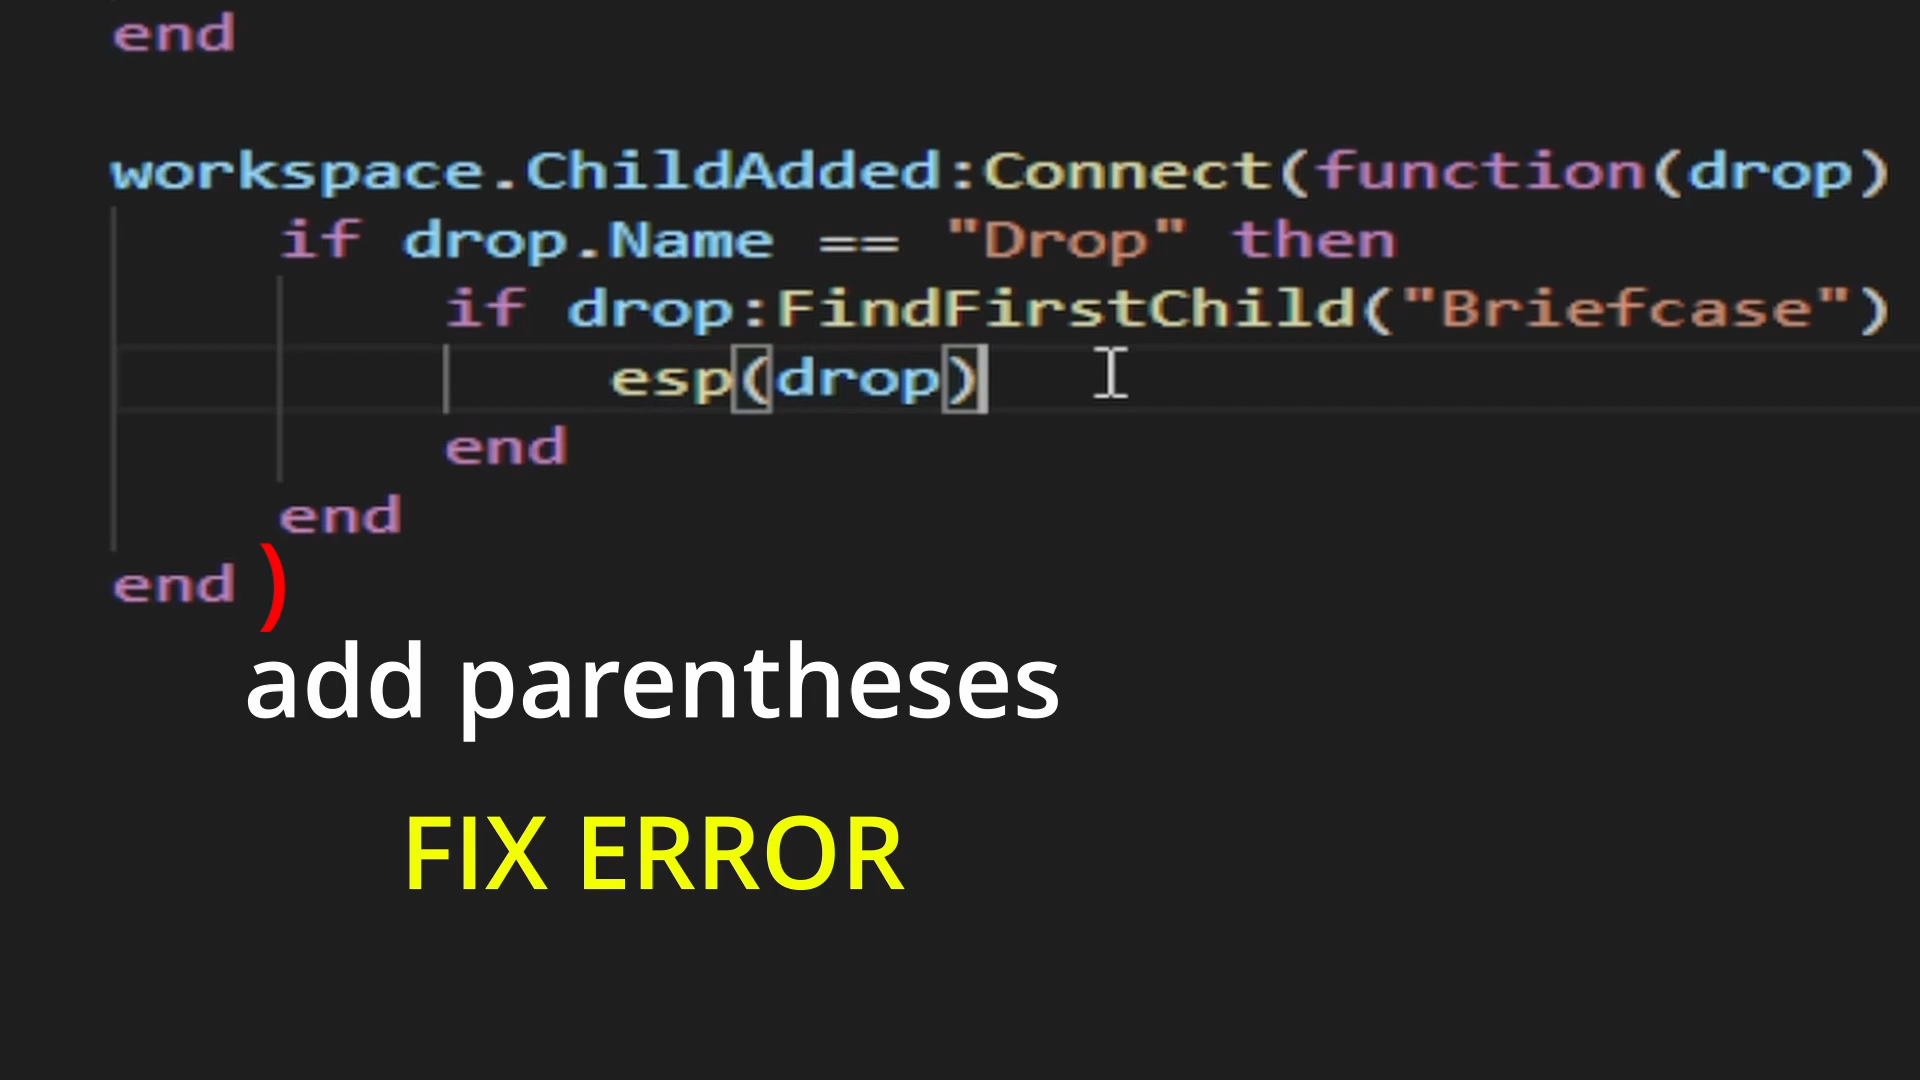 end
workspace.ChildAdded:Connect(function(drop)
if drop.Name == "Drop" then
if drop:FindFirstChild("Briefcase")
esp(drop)
end
end
end )
add parentheses
FIX ERROR